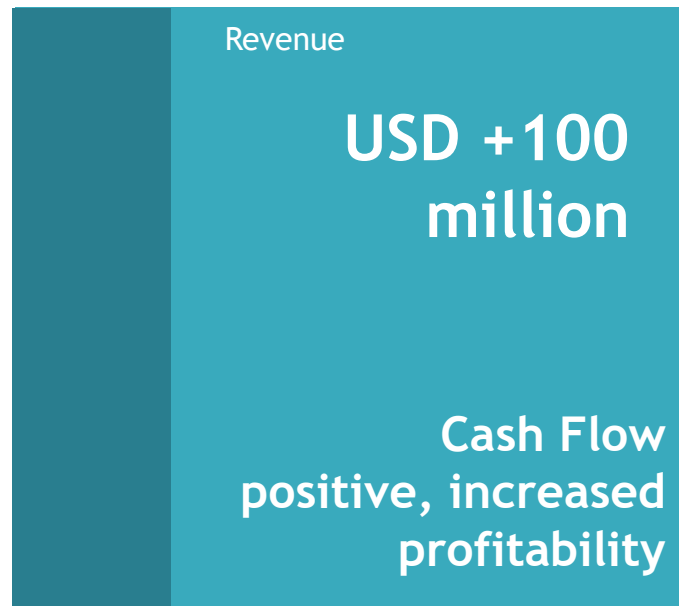 Revenue
USD +100
million
Cash Flow
positive, increased
profitability